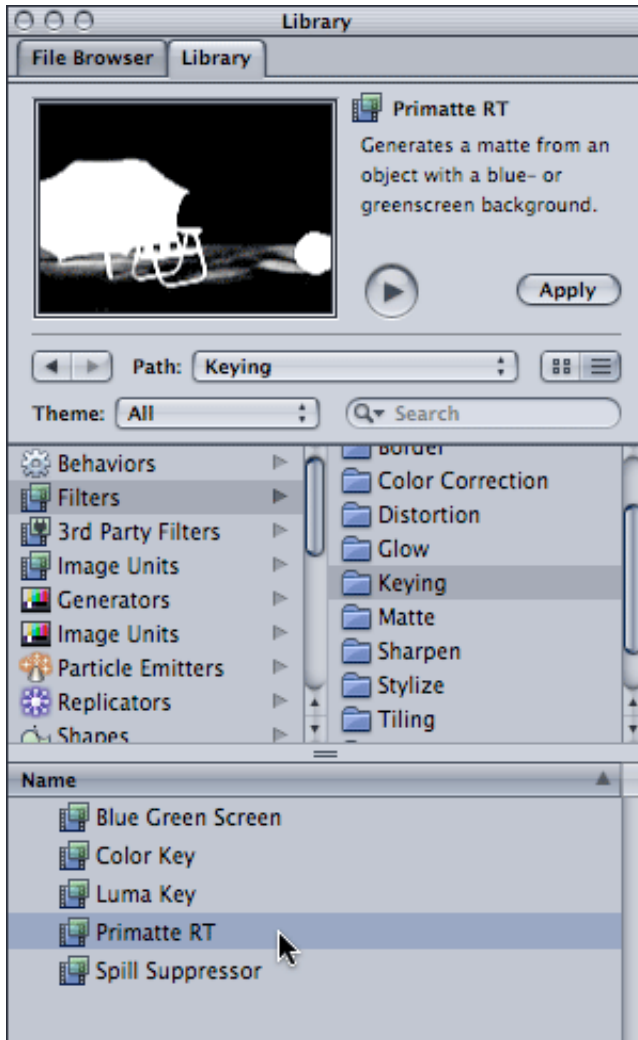 Library
File Browser Library
Primatte RT
Generates a matte from an
object with a blue- or
greenscreen background.
Apply
Path: Keying
Theme: All
Search
Behaviors
Filters
3rd Party Filters
Image Units
Generators
Image Units
Particle Emitters
Replicators
Shapes
Border
Color Correction
Distortion
Glow
Keying
Matte
Sharpen
Stylize
Tiling
Name
Blue Green Screen
Color Key
Luma Key
Primatte RT
Spill Suppressor